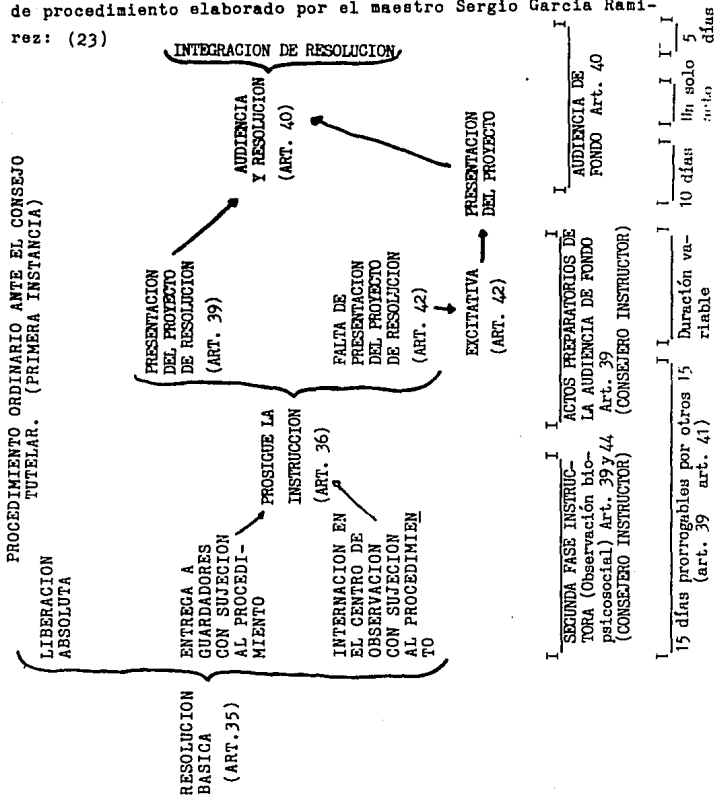 de procedimiento elaborado por el maestro Sergio García Ramí-
rez: (23)
PROCEDIMIENTO ORDINARIO ANTE EL CONSEJO
TUTELAR. (PRIMERA INSTANCIA)
RESOLUCION
BASICA
(ART.35)
LIBERACION
ABSOLUTA
ENTREGA A
GUARDADORES
CON SUJECION
AL PROCEDI-
MIENTO
INTERNACION EN
EL CENTRO DE
OBSERVACION
CON SUJECION
AL PROCEDIMIEN
TO
PROSIGUE LA
INSTRUCCION
(ART. 36)
PRESENTACION
DEL PROYECTO
DE RESOLUCION
(ART. 39)
FALTA DE
PRESENTACION
DEL PROYECTO
DE RESOLUCION
(ART. 42)
EXCITATIVA
(ART. 42)
PRESENTACION
DEL PROYECTO
AUDIENCIA
Y RESOLUCION
(ART. 40)
INTEGRACION DE RESOLUCION
SEGUNDA FASE INSTRUC-
TORA (Observación bio-
psicosocial) Art. 39 y 44
(CONSEJERO INSTRUCTOR)
ACTOS PREPARATORIOS DE
LA AUDIENCIA DE FONDO
Art. 39
(CONSEJERO INSTRUCTOR)
AUDIENCIA DE
FONDO Art. 40
15 días prorrogables por otros 15
(art. 39 art. 41)
Duración va-
riable
10 días
Un solo
acto
5
días